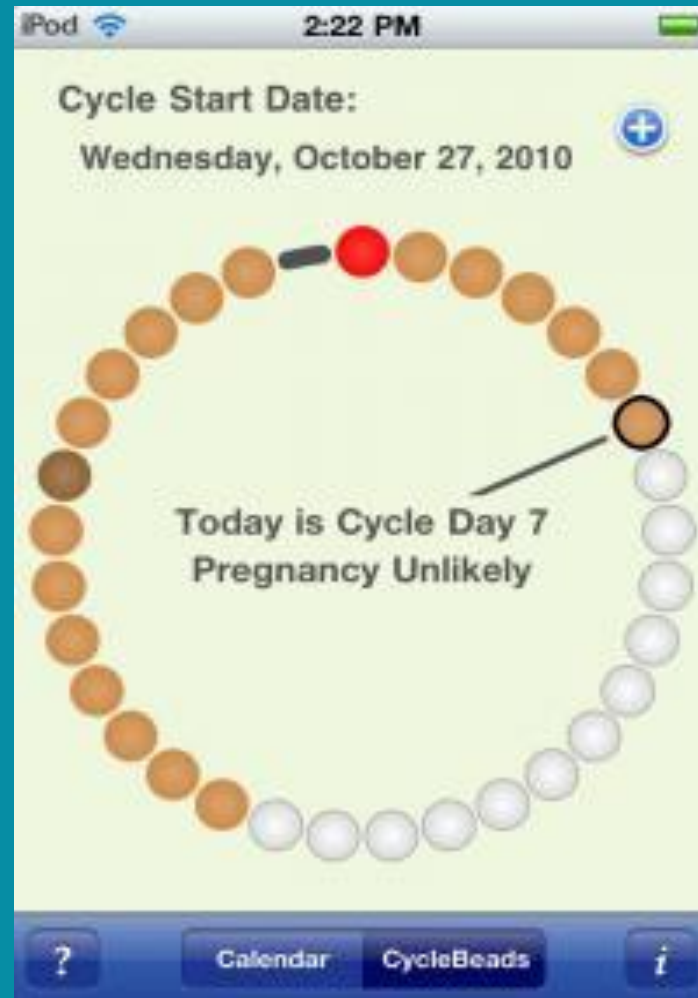 iPod 2:22 PM
Cycle Start Date:
Wednesday, October 27, 2010
Today is Cycle Day 7
Pregnancy Unlikely
? Calendar CycleBeads i